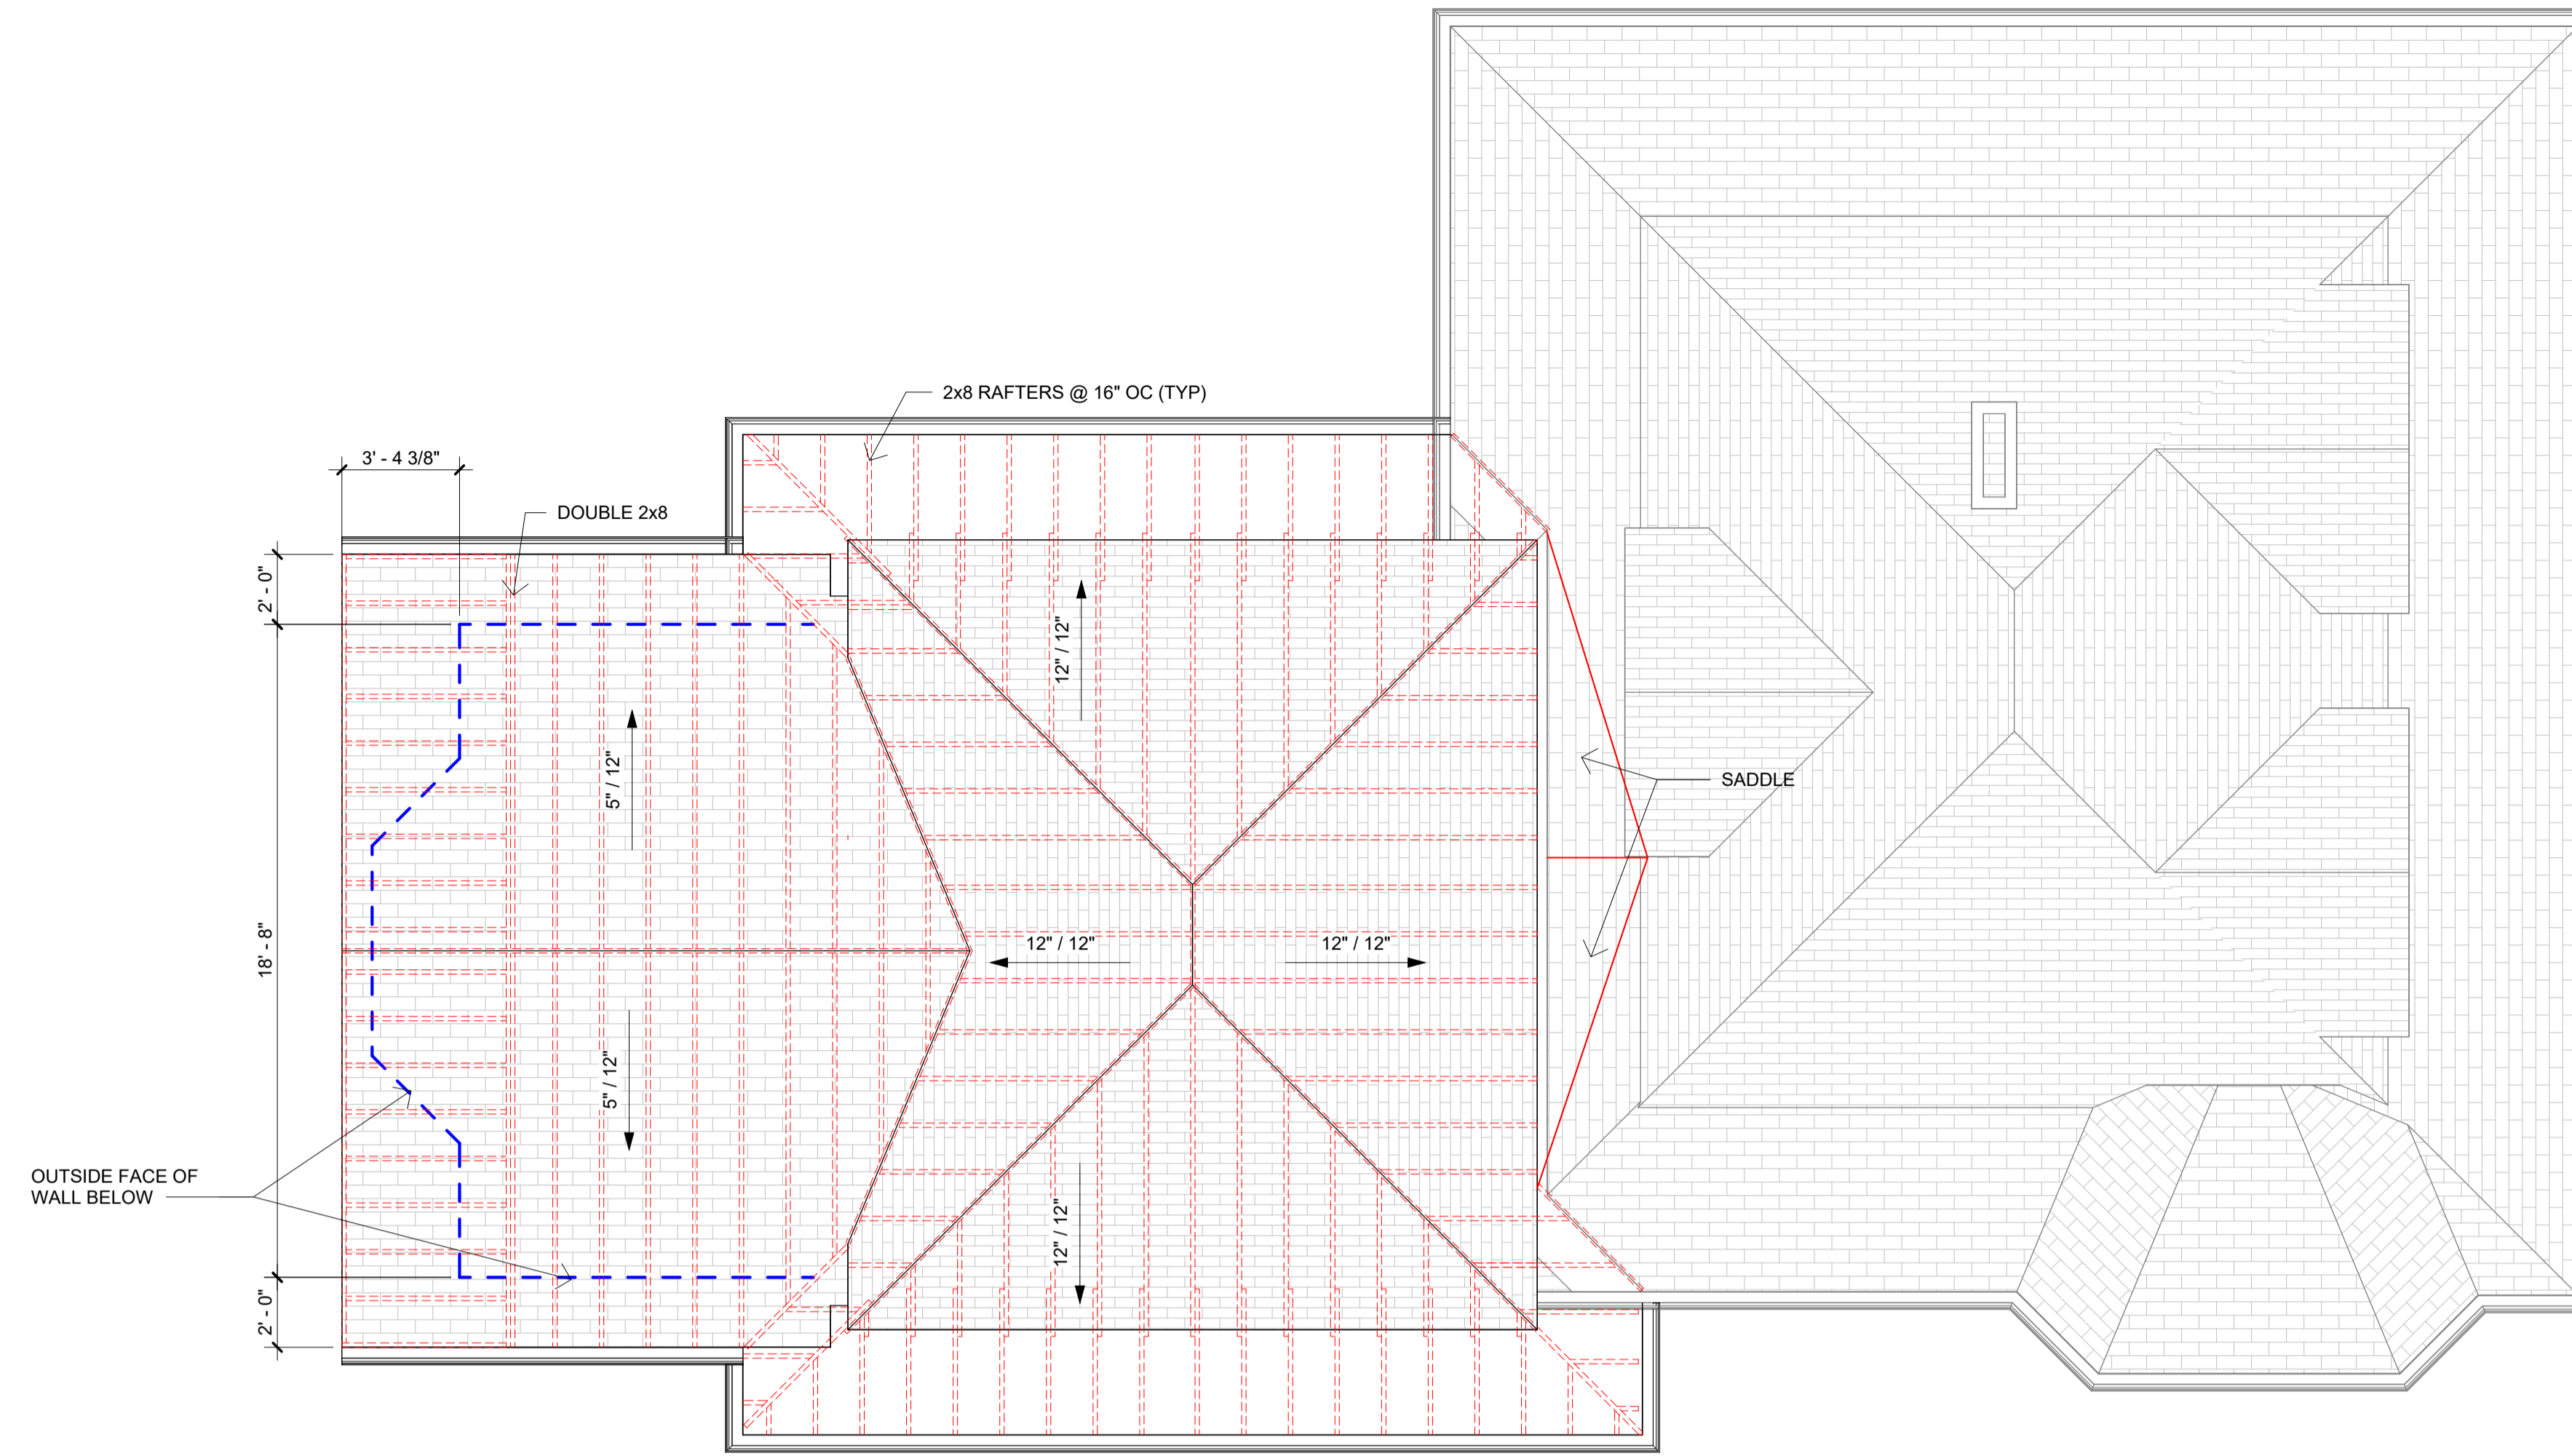 2x8 RAFTERS @ 16" OC (TYP)
3' - 4 3/8"
DOUBLE 2x8
2' - 0"
12" / 12"
5" / 12"
SADDLE
18' - 8"
12" / 12"
12" / 12"
5" / 12"
OUTSIDE FACE OF
WALL BELOW
12" / 12"
2' - 0"